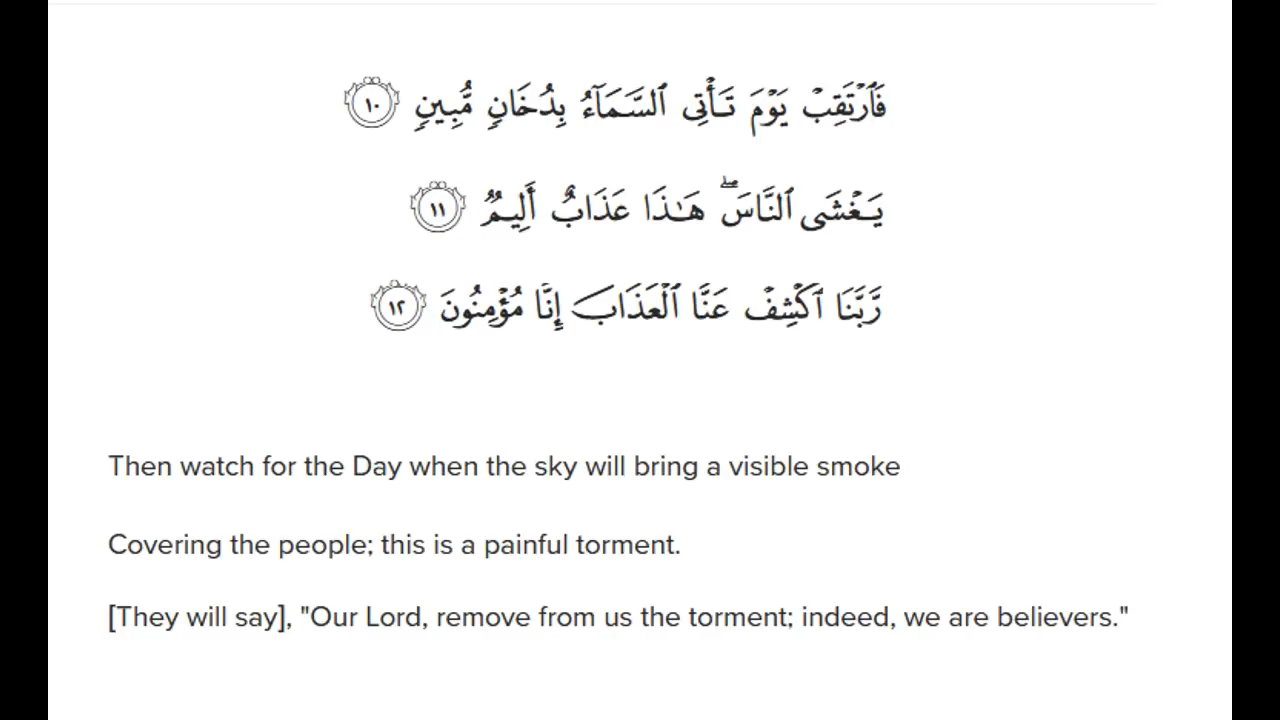 فَٱرْتَقِبْ يَوْمَ تَأْتِى ٱلسَّمَآءُ بِدُخَانٍ مُّبِينٍ ١٠
يَغْشَى ٱلنَّاسَ ۖ هَـٰذَا عَذَابٌ أَلِيمٌ ١١
رَّبَّنَا ٱكْشِفْ عَنَّا ٱلْعَذَابَ إِنَّا مُؤْمِنُونَ ١٢
Then watch for the Day when the sky will bring a visible smoke
Covering the people; this is a painful torment.
[They will say], "Our Lord, remove from us the torment; indeed, we are believers."